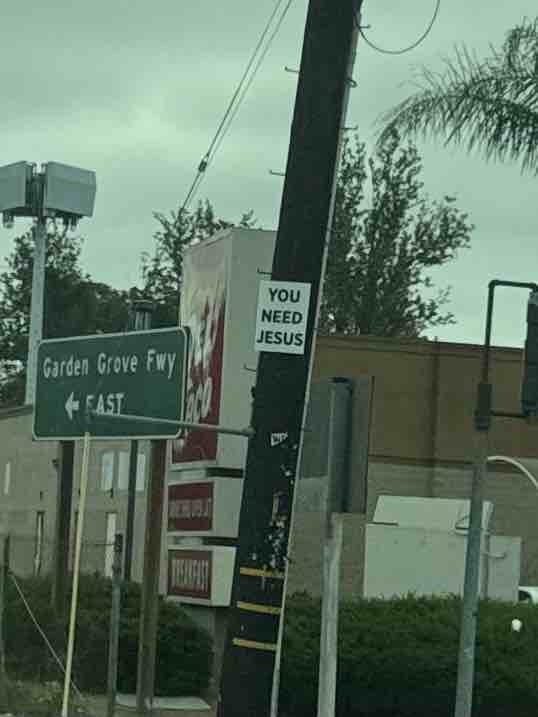 YOU
NEED
JESUS
Garden Grove Fwy
← EAST
BREAKFAST